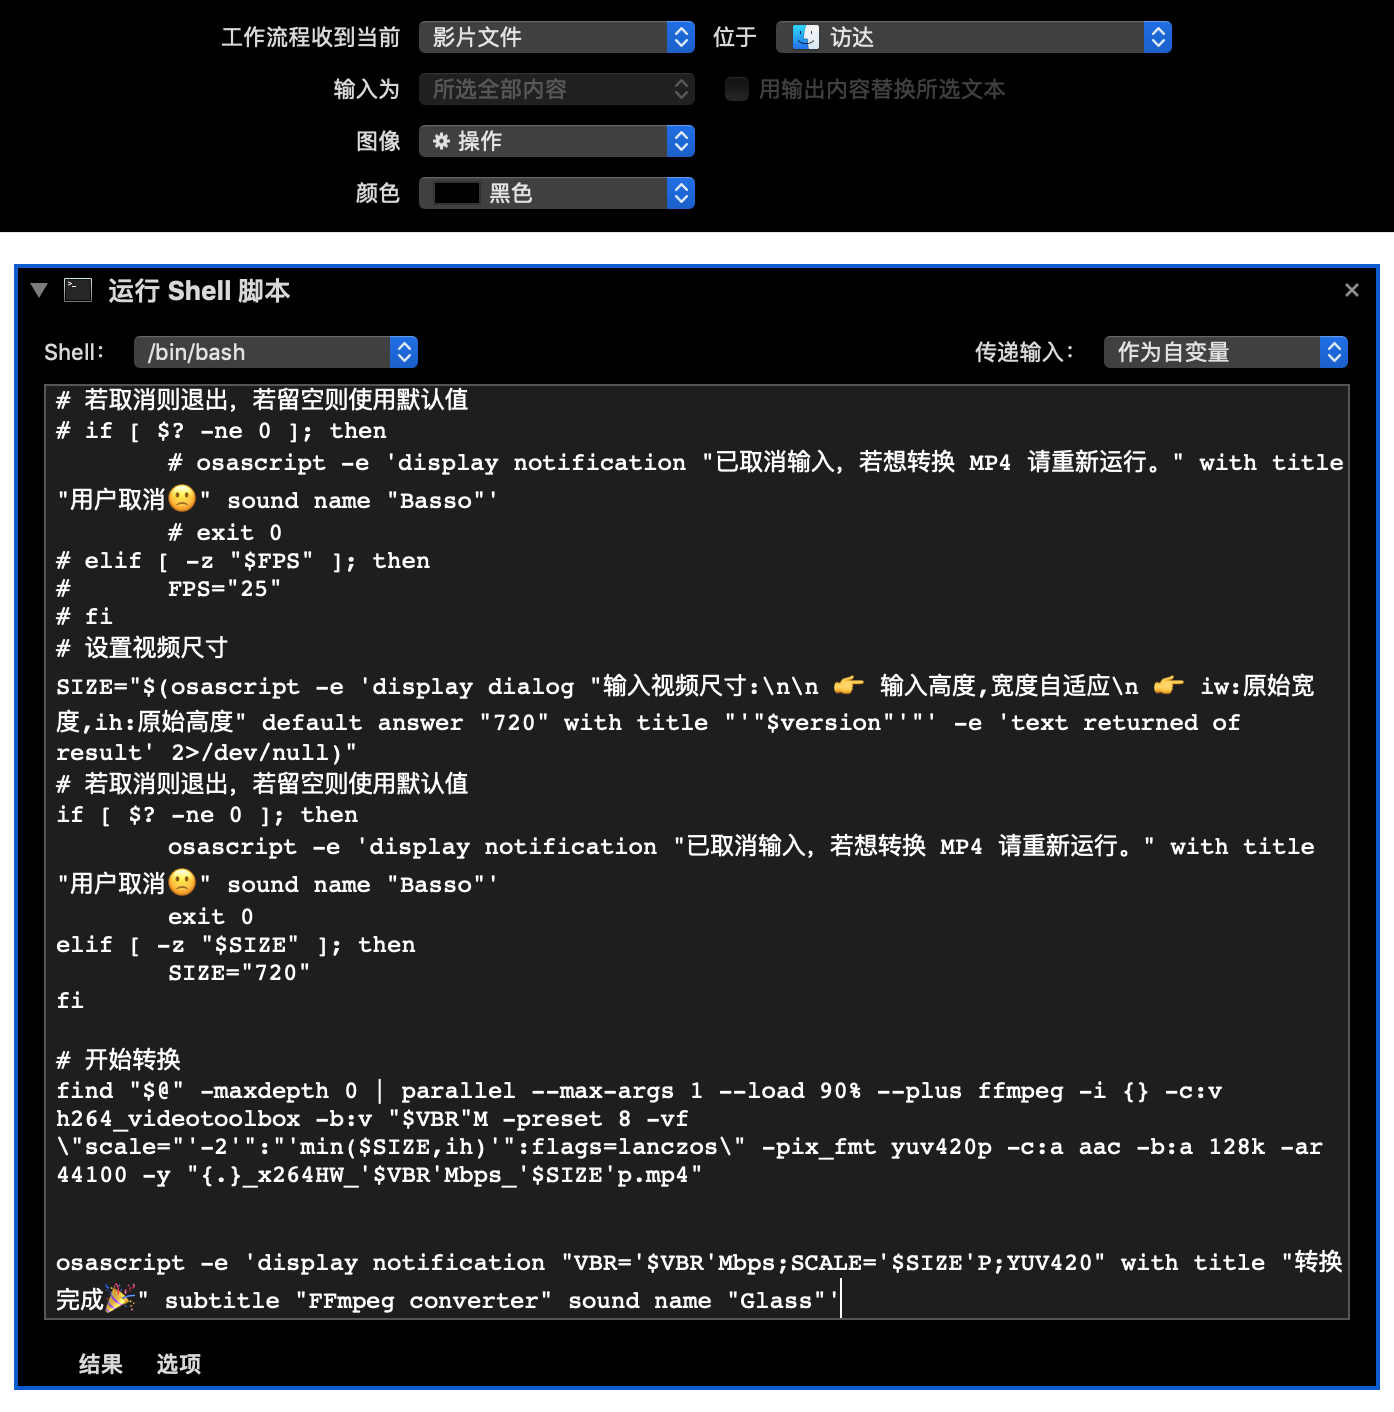 工作流程收到当前 影片文件 位于 访达
输入为 所选全部内容 用输出内容替换所选文本
图像 操作
颜色 黑色
运行 Shell 脚本
Shell： /bin/bash 传递输入： 作为自变量
# 若取消则退出，若留空则使用默认值
# if [ $? -ne 0 ]; then
# osascript -e 'display notification "已取消输入，若想转换 MP4 请重新运行。" with title
"用户取消🙁" sound name "Basso"'
# exit 0
# elif [ -z "$FPS" ]; then
# FPS="25"
# fi
# 设置视频尺寸
SIZE="$(osascript -e 'display dialog "输入视频尺寸:\n\n 👉 输入高度,宽度自适应\n 👉 iw:原始宽
度,ih:原始高度" default answer "720" with title "'"$version"'"' -e 'text returned of
result' 2>/dev/null)"
# 若取消则退出，若留空则使用默认值
if [ $? -ne 0 ]; then
osascript -e 'display notification "已取消输入，若想转换 MP4 请重新运行。" with title
"用户取消🙁" sound name "Basso"'
exit 0
elif [ -z "$SIZE" ]; then
SIZE="720"
fi
# 开始转换
find "$@" -maxdepth 0 | parallel --max-args 1 --load 90% --plus ffmpeg -i {} -c:v
h264_videotoolbox -b:v "$VBR"M -preset 8 -vf
\"scale="'-2'":"'min($SIZE,ih)'":flags=lanczos\" -pix_fmt yuv420p -c:a aac -b:a 128k -ar
44100 -y "{.}_x264HW_'$VBR'Mbps_'$SIZE'p.mp4"
osascript -e 'display notification "VBR='$VBR'Mbps;SCALE='$SIZE'P;YUV420" with title "转换
完成🎉" subtitle "FFmpeg converter" sound name "Glass"'
结果 选项